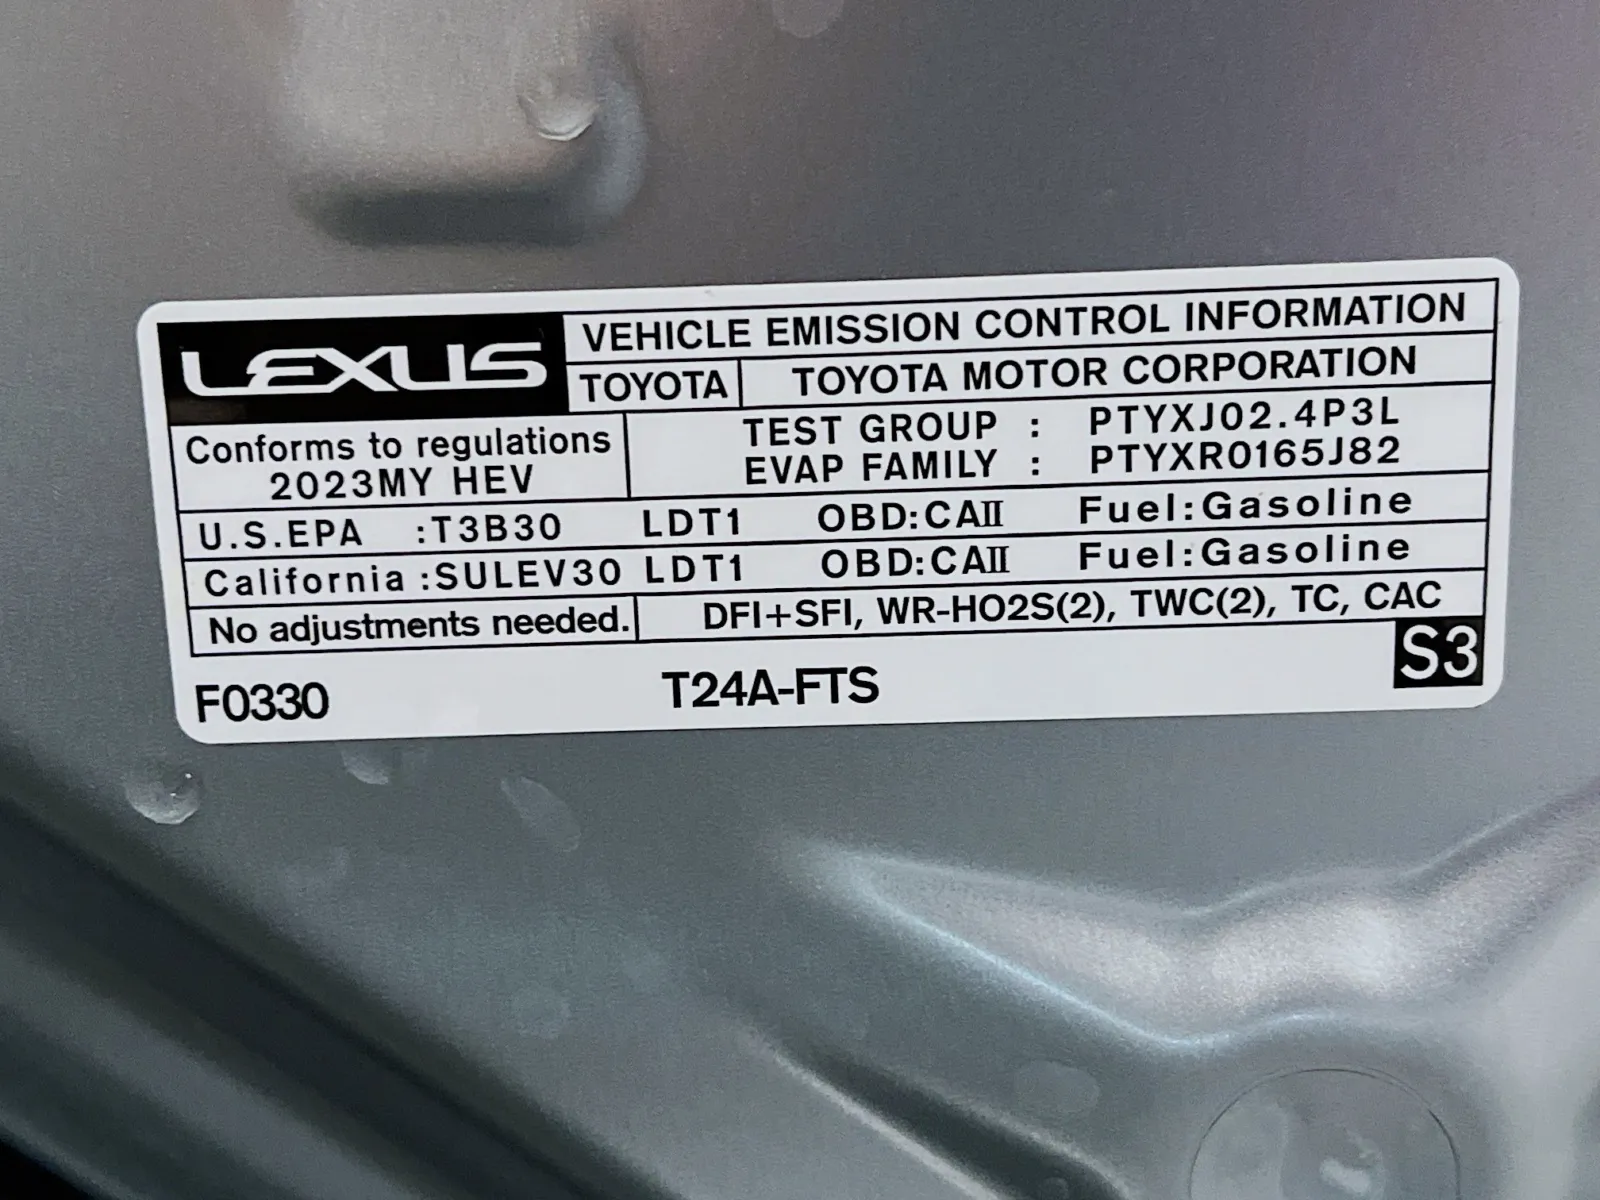 LEXUS
VEHICLE EMISSION CONTROL INFORMATION
TOYOTA TOYOTA MOTOR CORPORATION
Conforms to regulations
2023MY HEV
TEST GROUP : PTYXJ02.4P3L
EVAP FAMILY : PTYXR0165J82
U.S.EPA :T3B30 LDT1 OBD:CAⅡ Fuel:Gasoline
California :SULEV30 LDT1 OBD:CAⅡ Fuel:Gasoline
No adjustments needed. DFI+SFI, WR-HO2S(2), TWC(2), TC, CAC
S3
F0330 T24A-FTS